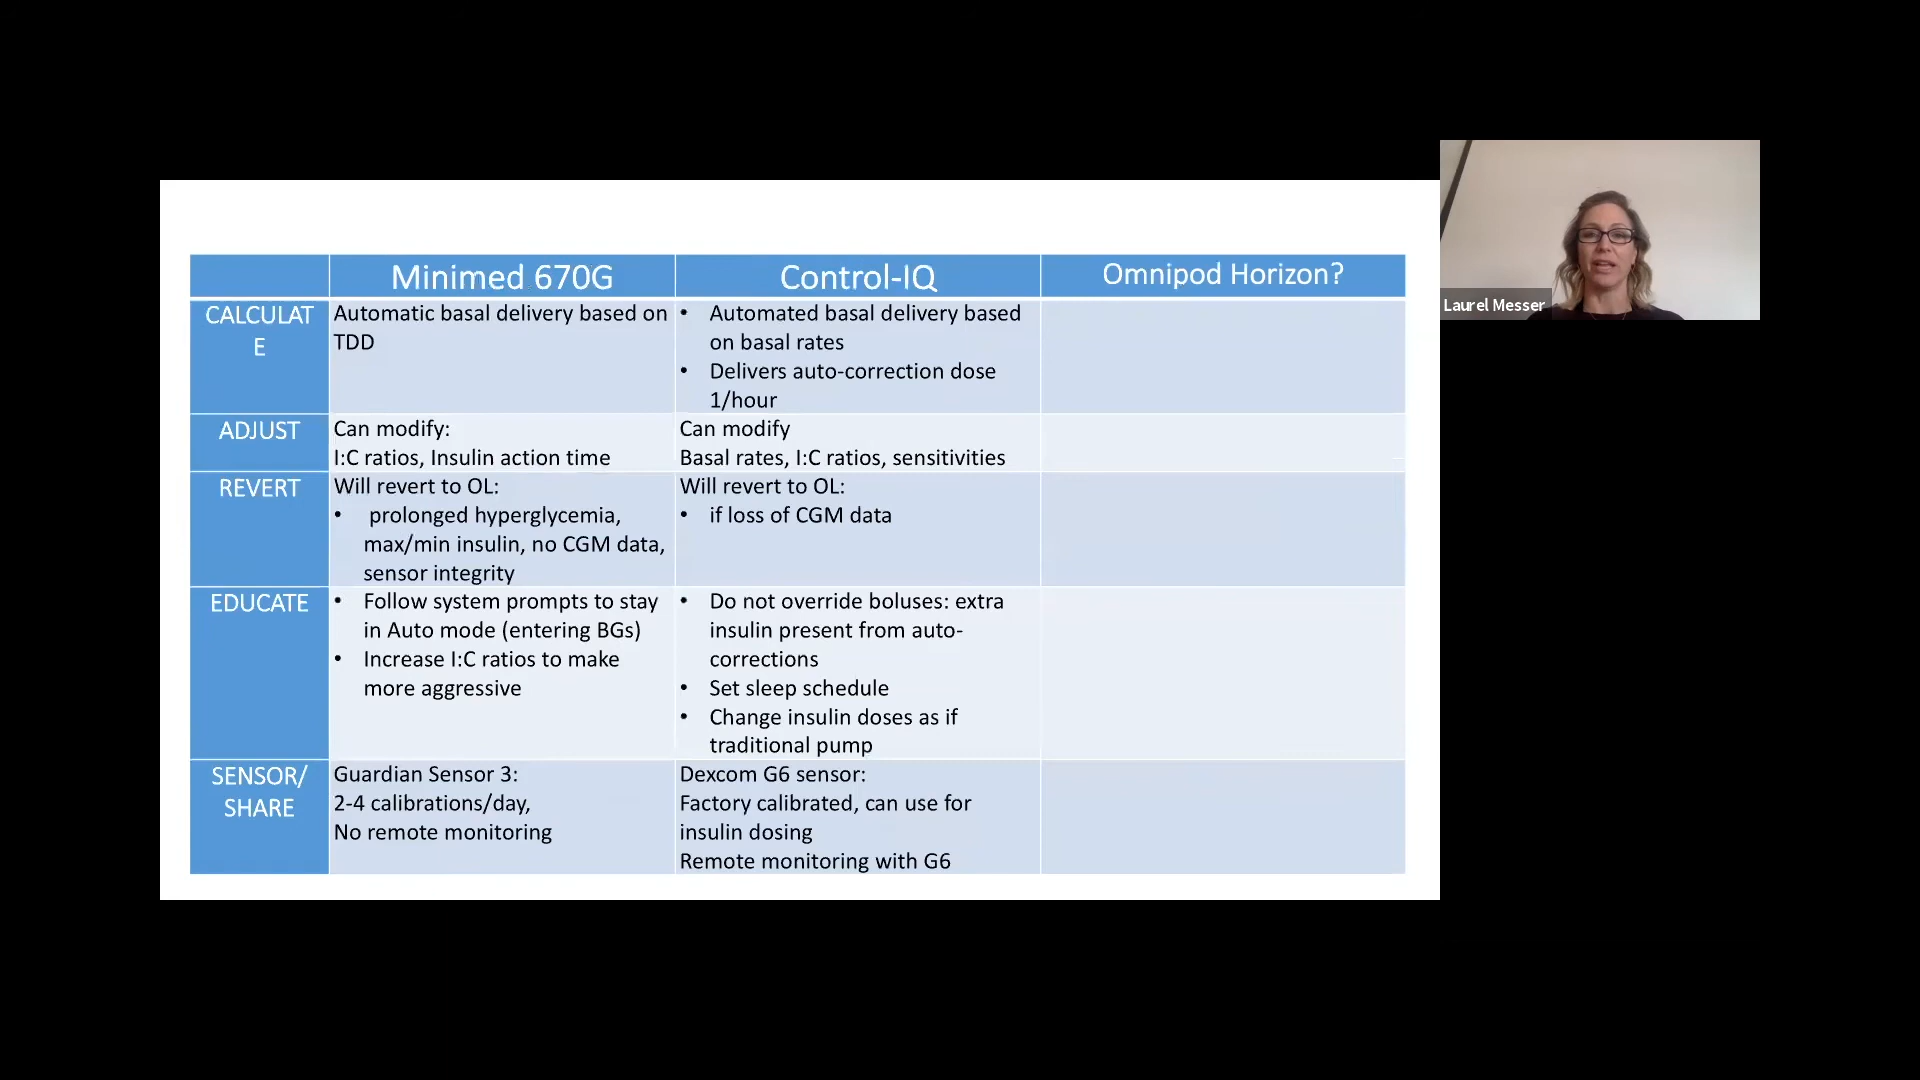 Minimed 670G
Control-IQ
Omnipod Horizon?
CALCULAT
E
Automatic basal delivery based on
TDD
• Automated basal delivery based
on basal rates
• Delivers auto-correction dose
1/hour
ADJUST
Can modify:
I:C ratios, Insulin action time
Can modify
Basal rates, I:C ratios, sensitivities
REVERT
Will revert to OL:
• prolonged hyperglycemia,
max/min insulin, no CGM data,
sensor integrity
Will revert to OL:
• if loss of CGM data
EDUCATE
• Follow system prompts to stay
in Auto mode (entering BGs)
• Increase I:C ratios to make
more aggressive
• Do not override boluses: extra
insulin present from auto-
corrections
• Set sleep schedule
• Change insulin doses as if
traditional pump
SENSOR/
SHARE
Guardian Sensor 3:
2-4 calibrations/day,
No remote monitoring
Dexcom G6 sensor:
Factory calibrated, can use for
insulin dosing
Remote monitoring with G6
Laurel Messer